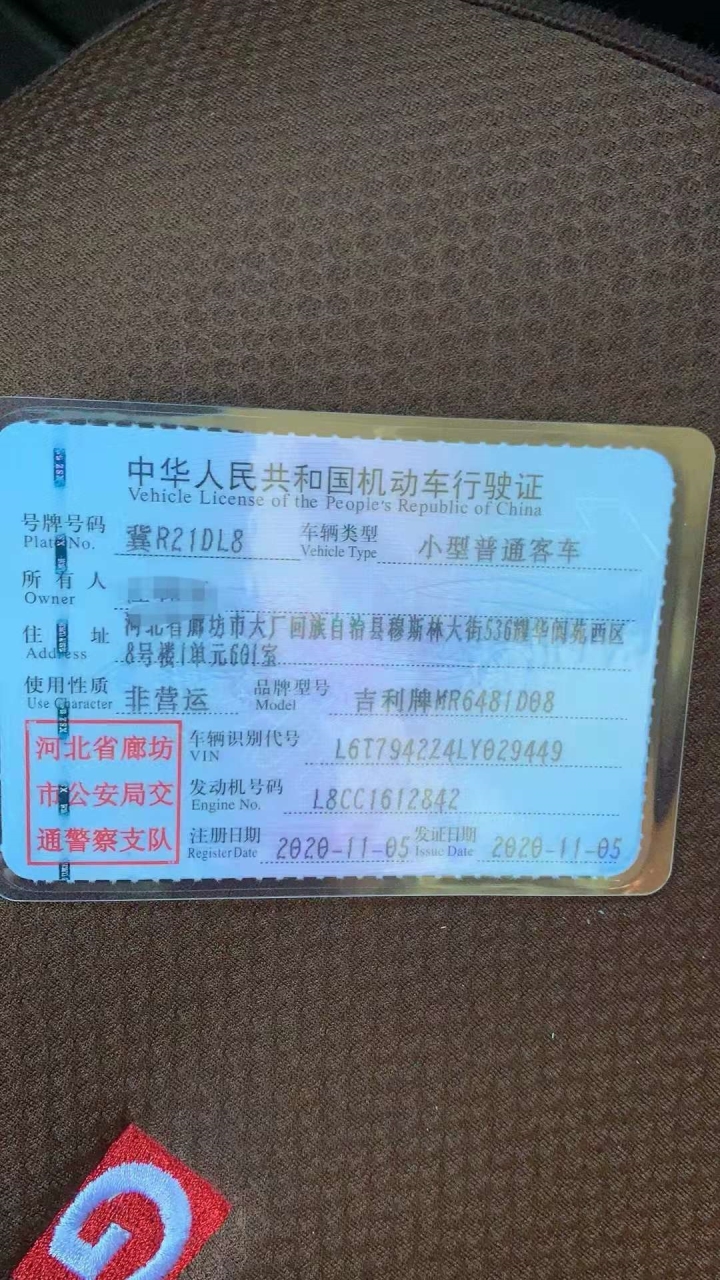 中华人民共和国机动车行驶证
Vehicle License of the People's Republic of China
号牌号码 冀R21DL8 车辆类型 小型普通客车
Plate No. Vehicle Type
所有人
Owner
住址 河北省廊坊市大厂回族自治县穆斯林大街536耀华阅苑西区
Address 8号楼1单元601室
使用性质 非营运 品牌型号 吉利牌MR6481D08
Use Character Model
河北省廊坊
市公安局交
通警察支队
车辆识别代号 L6T794224LY029449
VIN
发动机号码 L8CC1612842
Engine No.
注册日期 2020-11-05 发证日期 2020-11-05
Register Date Issue Date
G